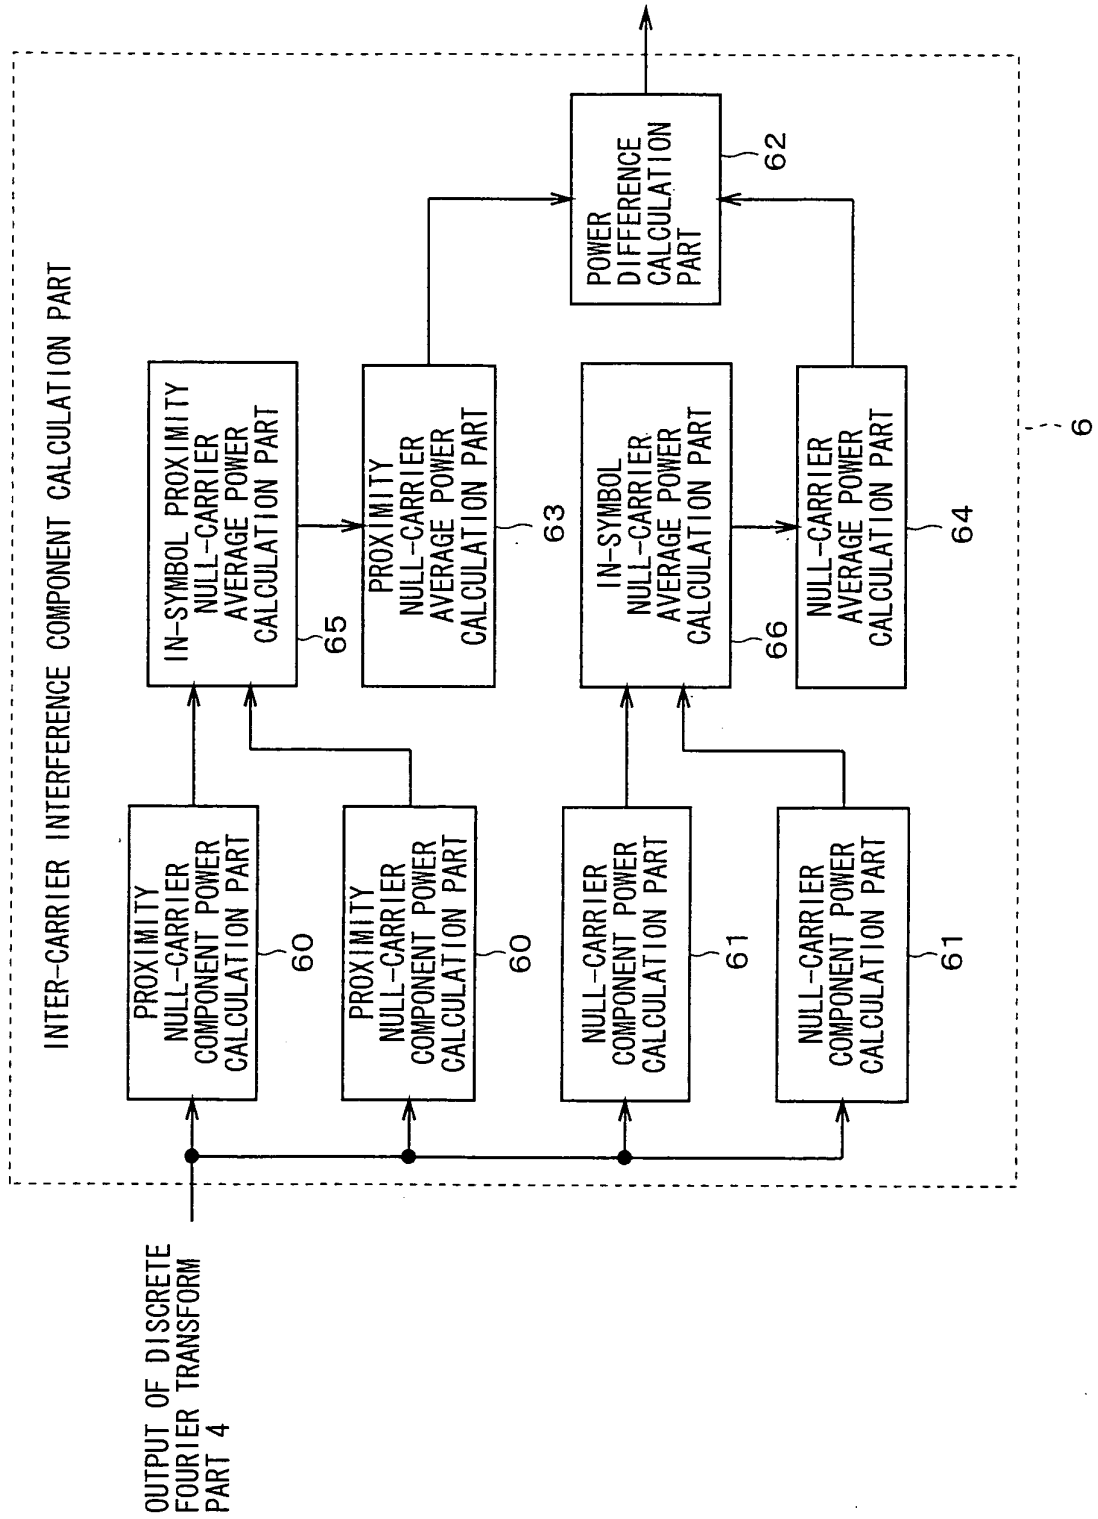 INTER-CARRIER INTERFERENCE COMPONENT CALCULATION PART
OUTPUT OF DISCRETE
FOURIER TRANSFORM
PART 4
PROXIMITY
NULL-CARRIER
COMPONENT POWER
CALCULATION PART
60
PROXIMITY
NULL-CARRIER
COMPONENT POWER
CALCULATION PART
60
NULL-CARRIER
COMPONENT POWER
CALCULATION PART
61
NULL-CARRIER
COMPONENT POWER
CALCULATION PART
61
IN-SYMBOL PROXIMITY
NULL-CARRIER
AVERAGE POWER
CALCULATION PART
65
PROXIMITY
NULL-CARRIER
AVERAGE POWER
CALCULATION PART
63
IN-SYMBOL
NULL-CARRIER
AVERAGE POWER
CALCULATION PART
66
NULL-CARRIER
AVERAGE POWER
CALCULATION PART
64
POWER
DIFFERENCE
CALCULATION
PART
62
6